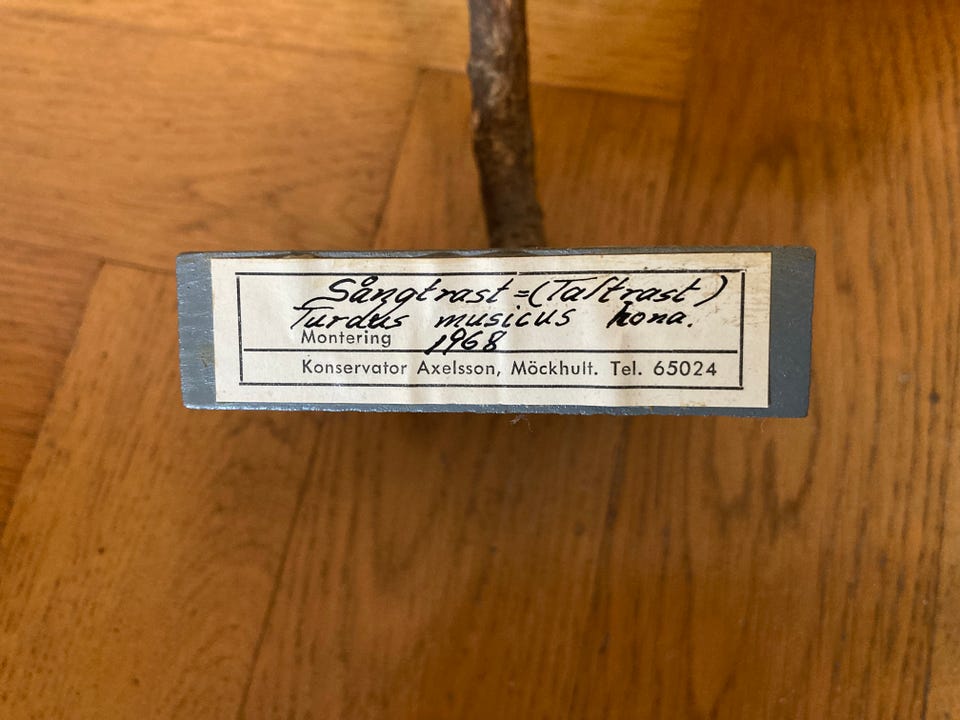 Sångtrast = (Taltrast)
Turdus musicus hona.
Montering 1968
Konservator Axelsson, Möckhult. Tel. 65024